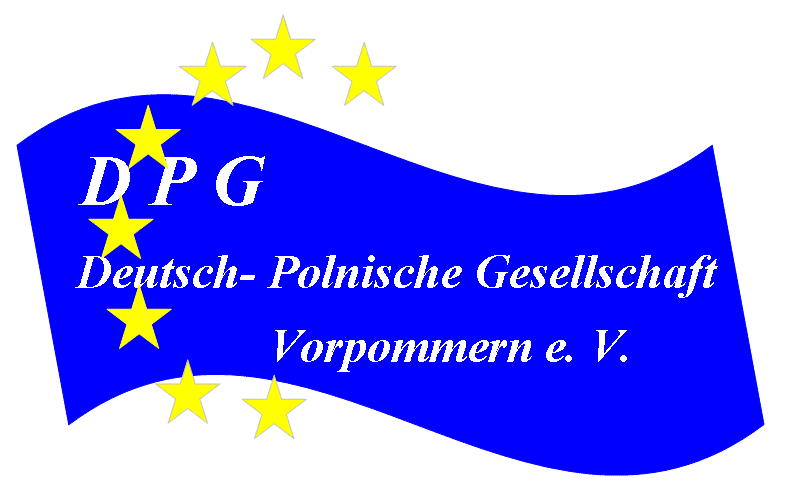 D P G
Deutsch- Polnische Gesellschaft
Vorpommern e. V.